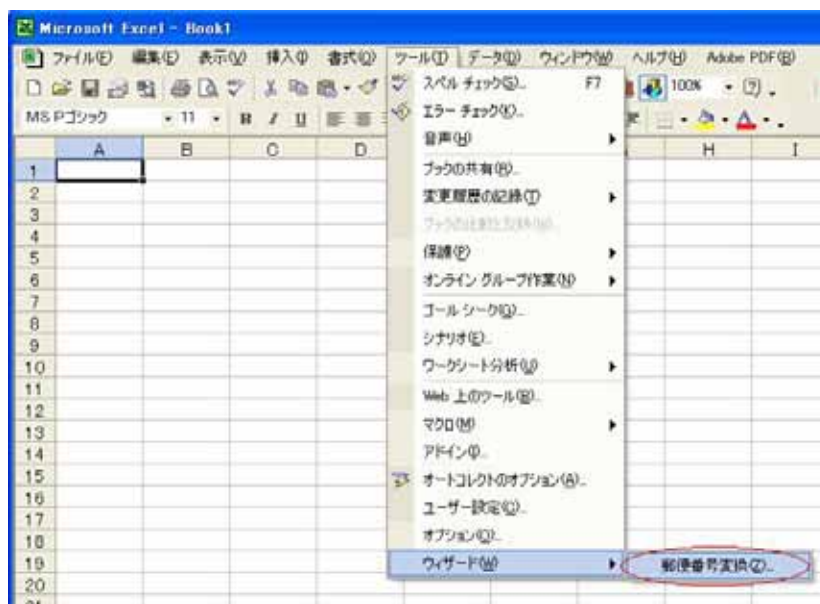 Microsoft Excel - Book1
ファイル(F) 編集(E) 表示(V) 挿入(I) 書式(O) ツール(T) データ(D) ウィンドウ(W) ヘルプ(H) Adobe PDF(B)
100%
MS Pゴシック 11 B I U
A B C D H I
1
2
3
4
5
6
7
8
9
10
11
12
13
14
15
16
17
18
19
20
スペル チェック(S)... F7
エラー チェック(K)...
音声(H)
ブックの共有(R)...
変更履歴の記録(T)
保護(P)
オンライン グループ作業(N)
ゴール シーク(G)...
シナリオ(E)...
ワークシート分析(U)
Web 上のツール(B)...
マクロ(M)
アドイン(I)...
オートコレクトのオプション(A)...
ユーザー設定(C)...
オプション(O)...
ウィザード(W)
郵便番号変換(Z)...